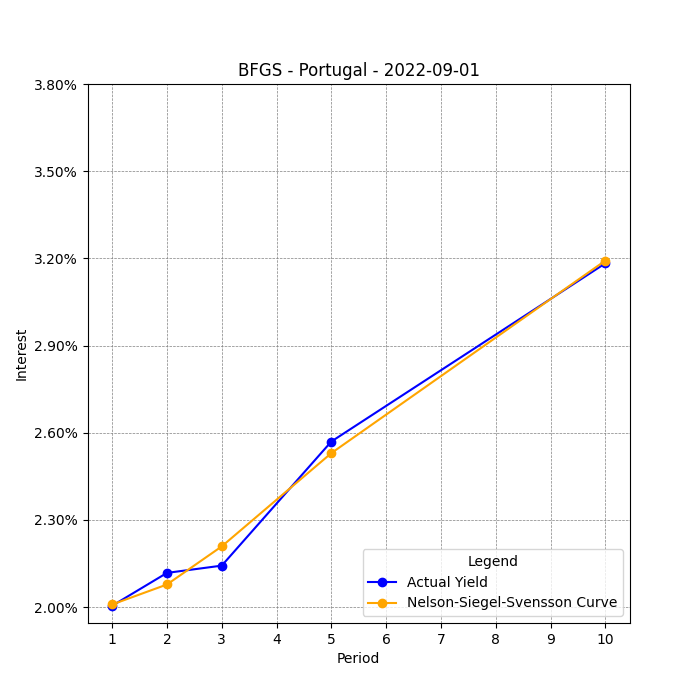 BFGS - Portugal - 2022-09-01
3.80%
3.50%
3.20%
2.90%
2.60%
2.30%
2.00%
Interest
1 2 3 4 5 6 7 8 9 10
Period
Legend
Actual Yield
Nelson-Siegel-Svensson Curve